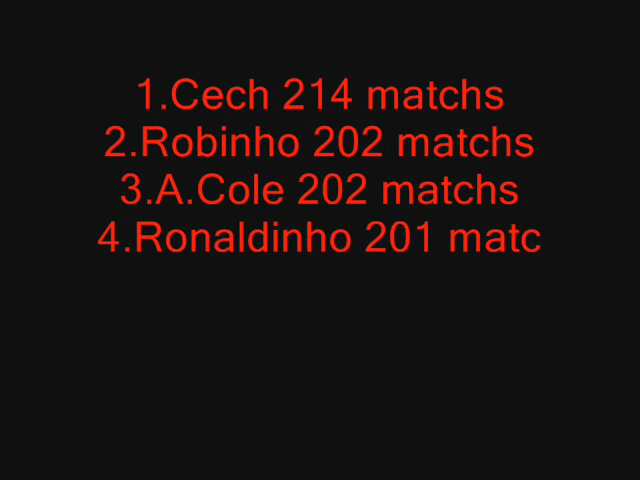 1.Cech 214 matchs
2.Robinho 202 matchs
3.A.Cole 202 matchs
4.Ronaldinho 201 matc